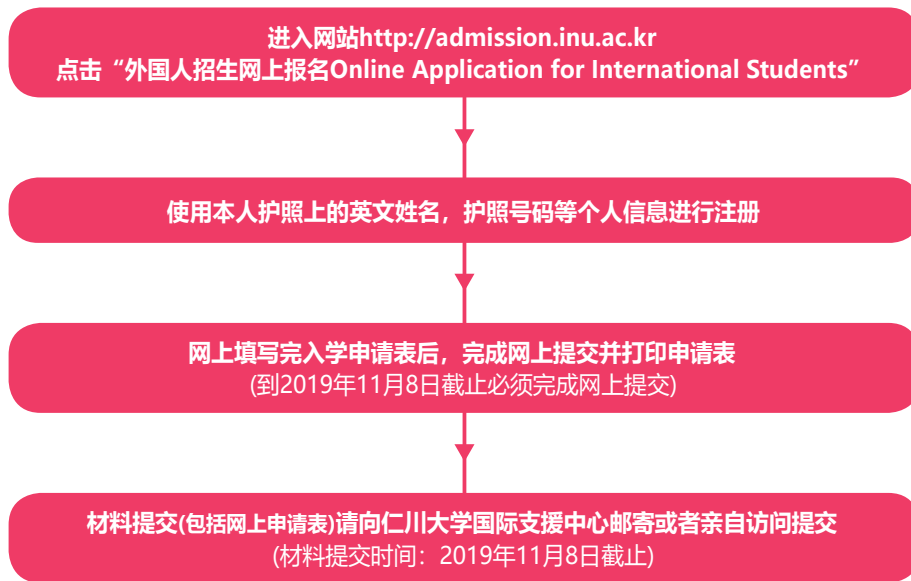 进入网站http://admission.inu.ac.kr
点击“外国人招生网上报名Online Application for International Students”
使用本人护照上的英文姓名，护照号码等个人信息进行注册
网上填写完入学申请表后，完成网上提交并打印申请表
(到2019年11月8日截止必须完成网上提交)
材料提交(包括网上申请表)请向仁川大学国际支援中心邮寄或者亲自访问提交
(材料提交时间：2019年11月8日截止)